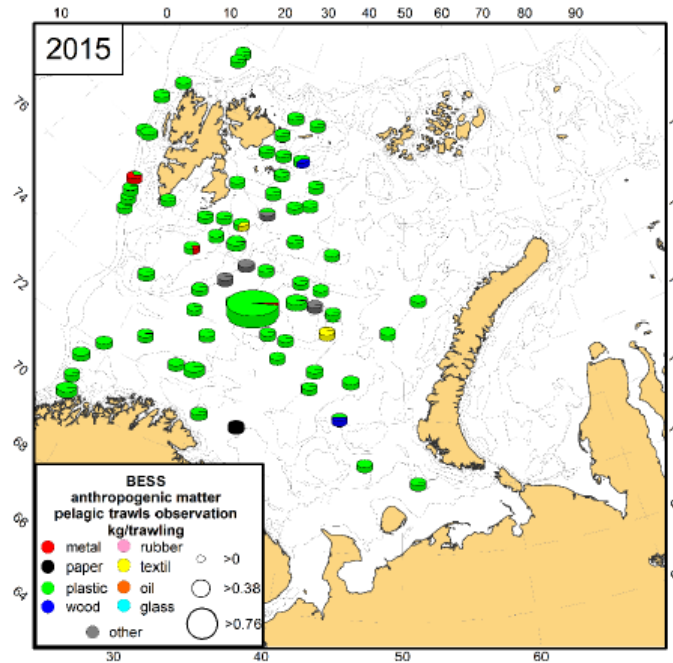 10 0 10 20 30 40 50 60 70 80 90
2015
76
74
72
70
68
66
64
BESS
anthropogenic matter
pelagic trawls observation
kg/trawling
metal rubber >0
paper textil
plastic oil >0.38
wood glass
other >0.76
30 40 50 60